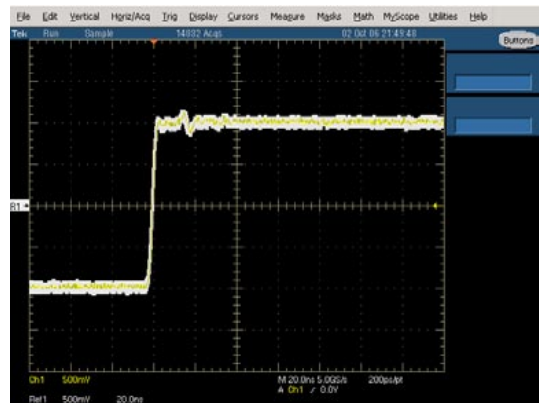 File Edit Vertical Horiz/Acq Trig Display Cursors Measure Masks Math MyScope Utilities Help
Tek Run Sample 14832 Acqs 02 Oct 06 21:49:48
Buttons
R1
Ch1 500mV M 20.0ns 5.0GS/s 200ps/pt
A Ch1 / 0.0V
Ref1 500mV 20.0ns